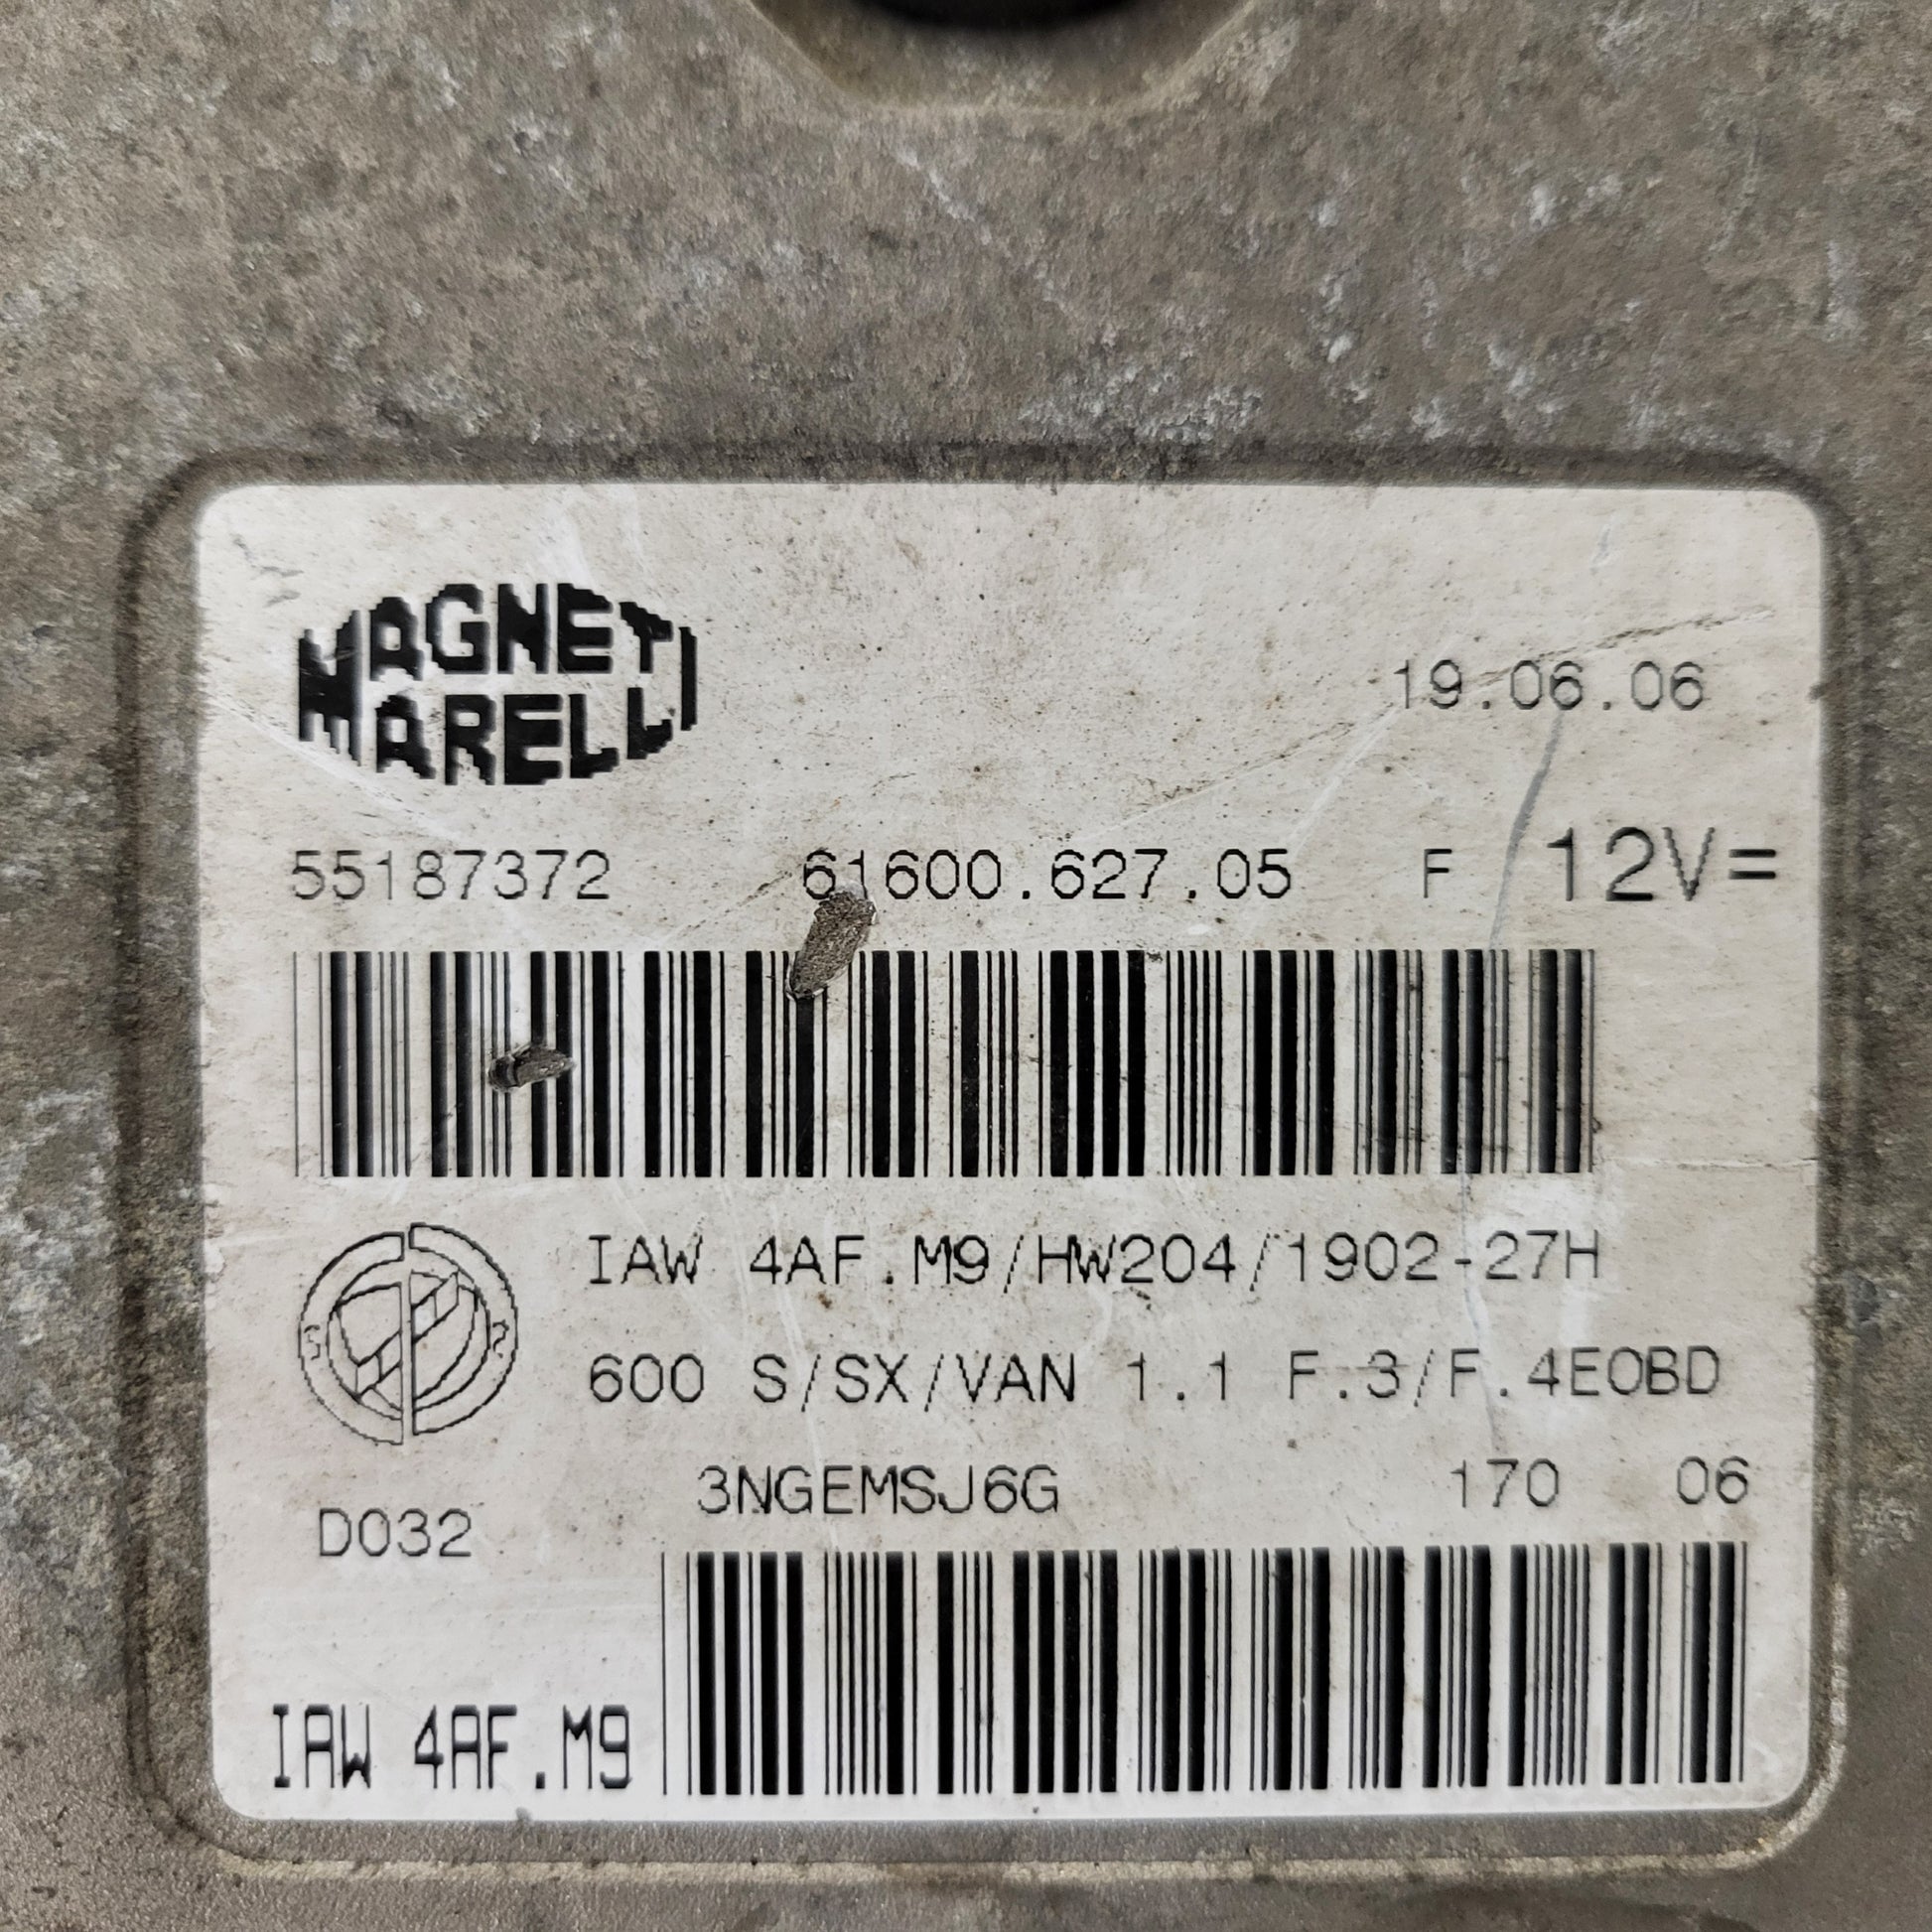 MAGNETI
MARELLI
19.06.06
55187372 61600.627.05 F 12V=
IAW 4AF.M9/HW204/1902-27H
600 S/SX/VAN 1.1 F.3/F.4EOBD
3NGEMSJ6G 170 06
D032
IAW 4AF.M9